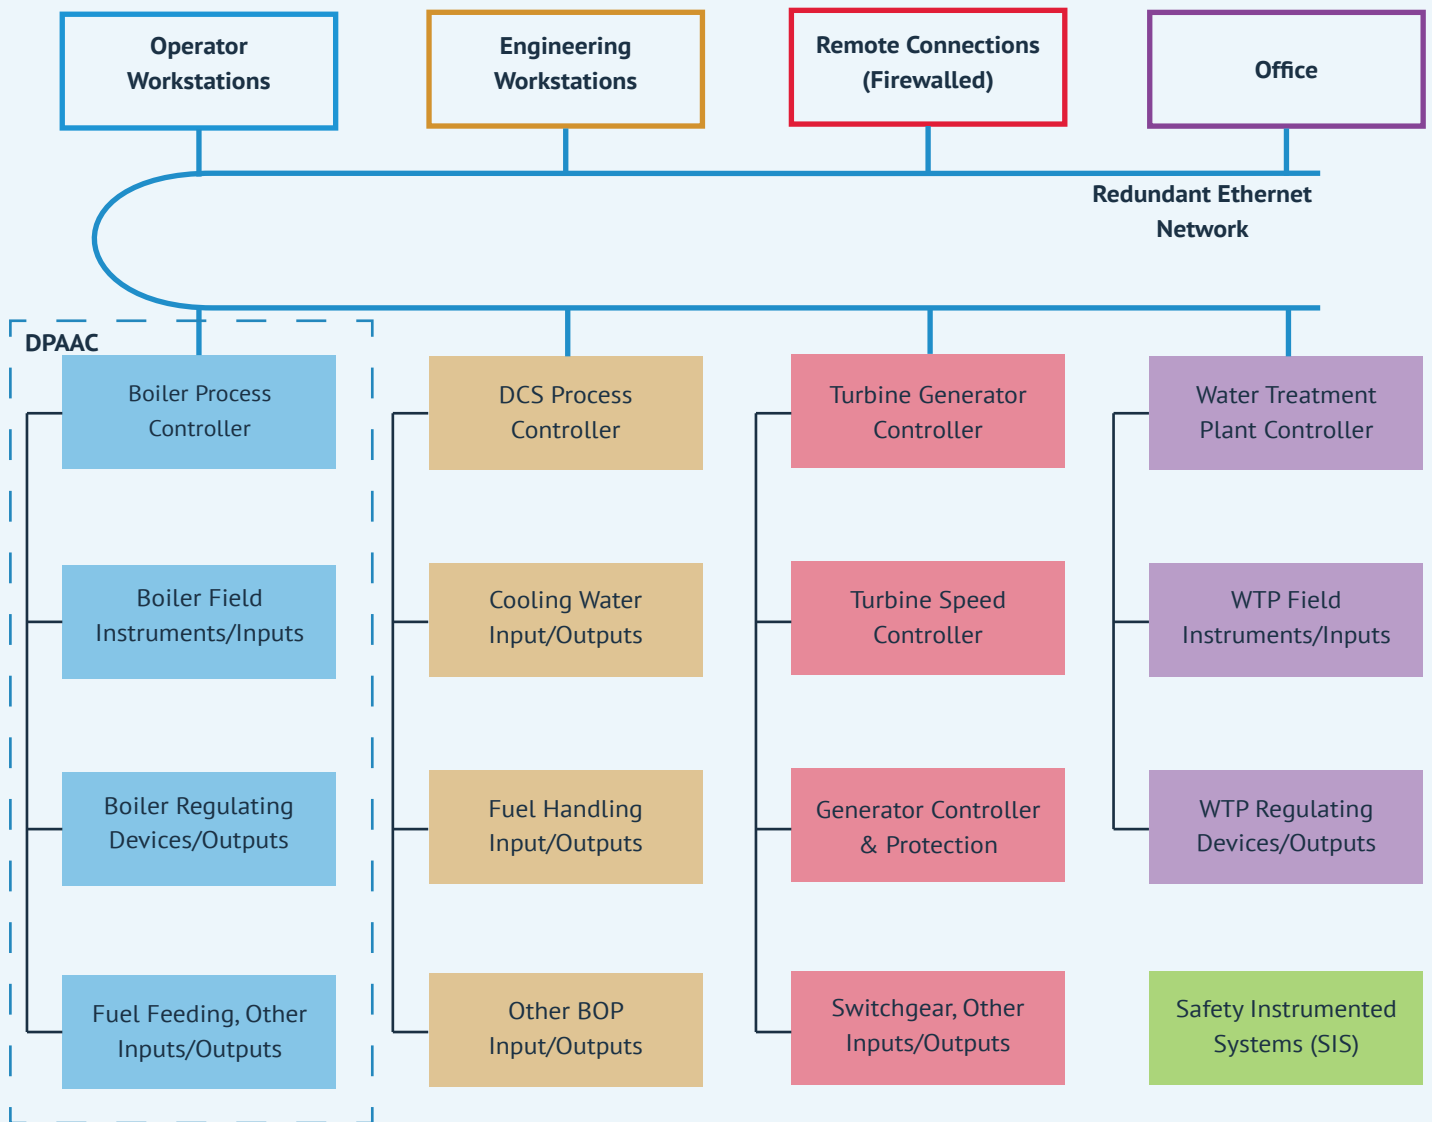 Operator
Workstations
Engineering
Workstations
Remote Connections
(Firewalled)
Office
Redundant Ethernet
Network
DPAAC
Boiler Process
Controller
DCS Process
Controller
Turbine Generator
Controller
Water Treatment
Plant Controller
Boiler Field
Instruments/Inputs
Cooling Water
Input/Outputs
Turbine Speed
Controller
WTP Field
Instruments/Inputs
Boiler Regulating
Devices/Outputs
Fuel Handling
Input/Outputs
Generator Controller
& Protection
WTP Regulating
Devices/Outputs
Fuel Feeding, Other
Inputs/Outputs
Other BOP
Input/Outputs
Switchgear, Other
Inputs/Outputs
Safety Instrumented
Systems (SIS)